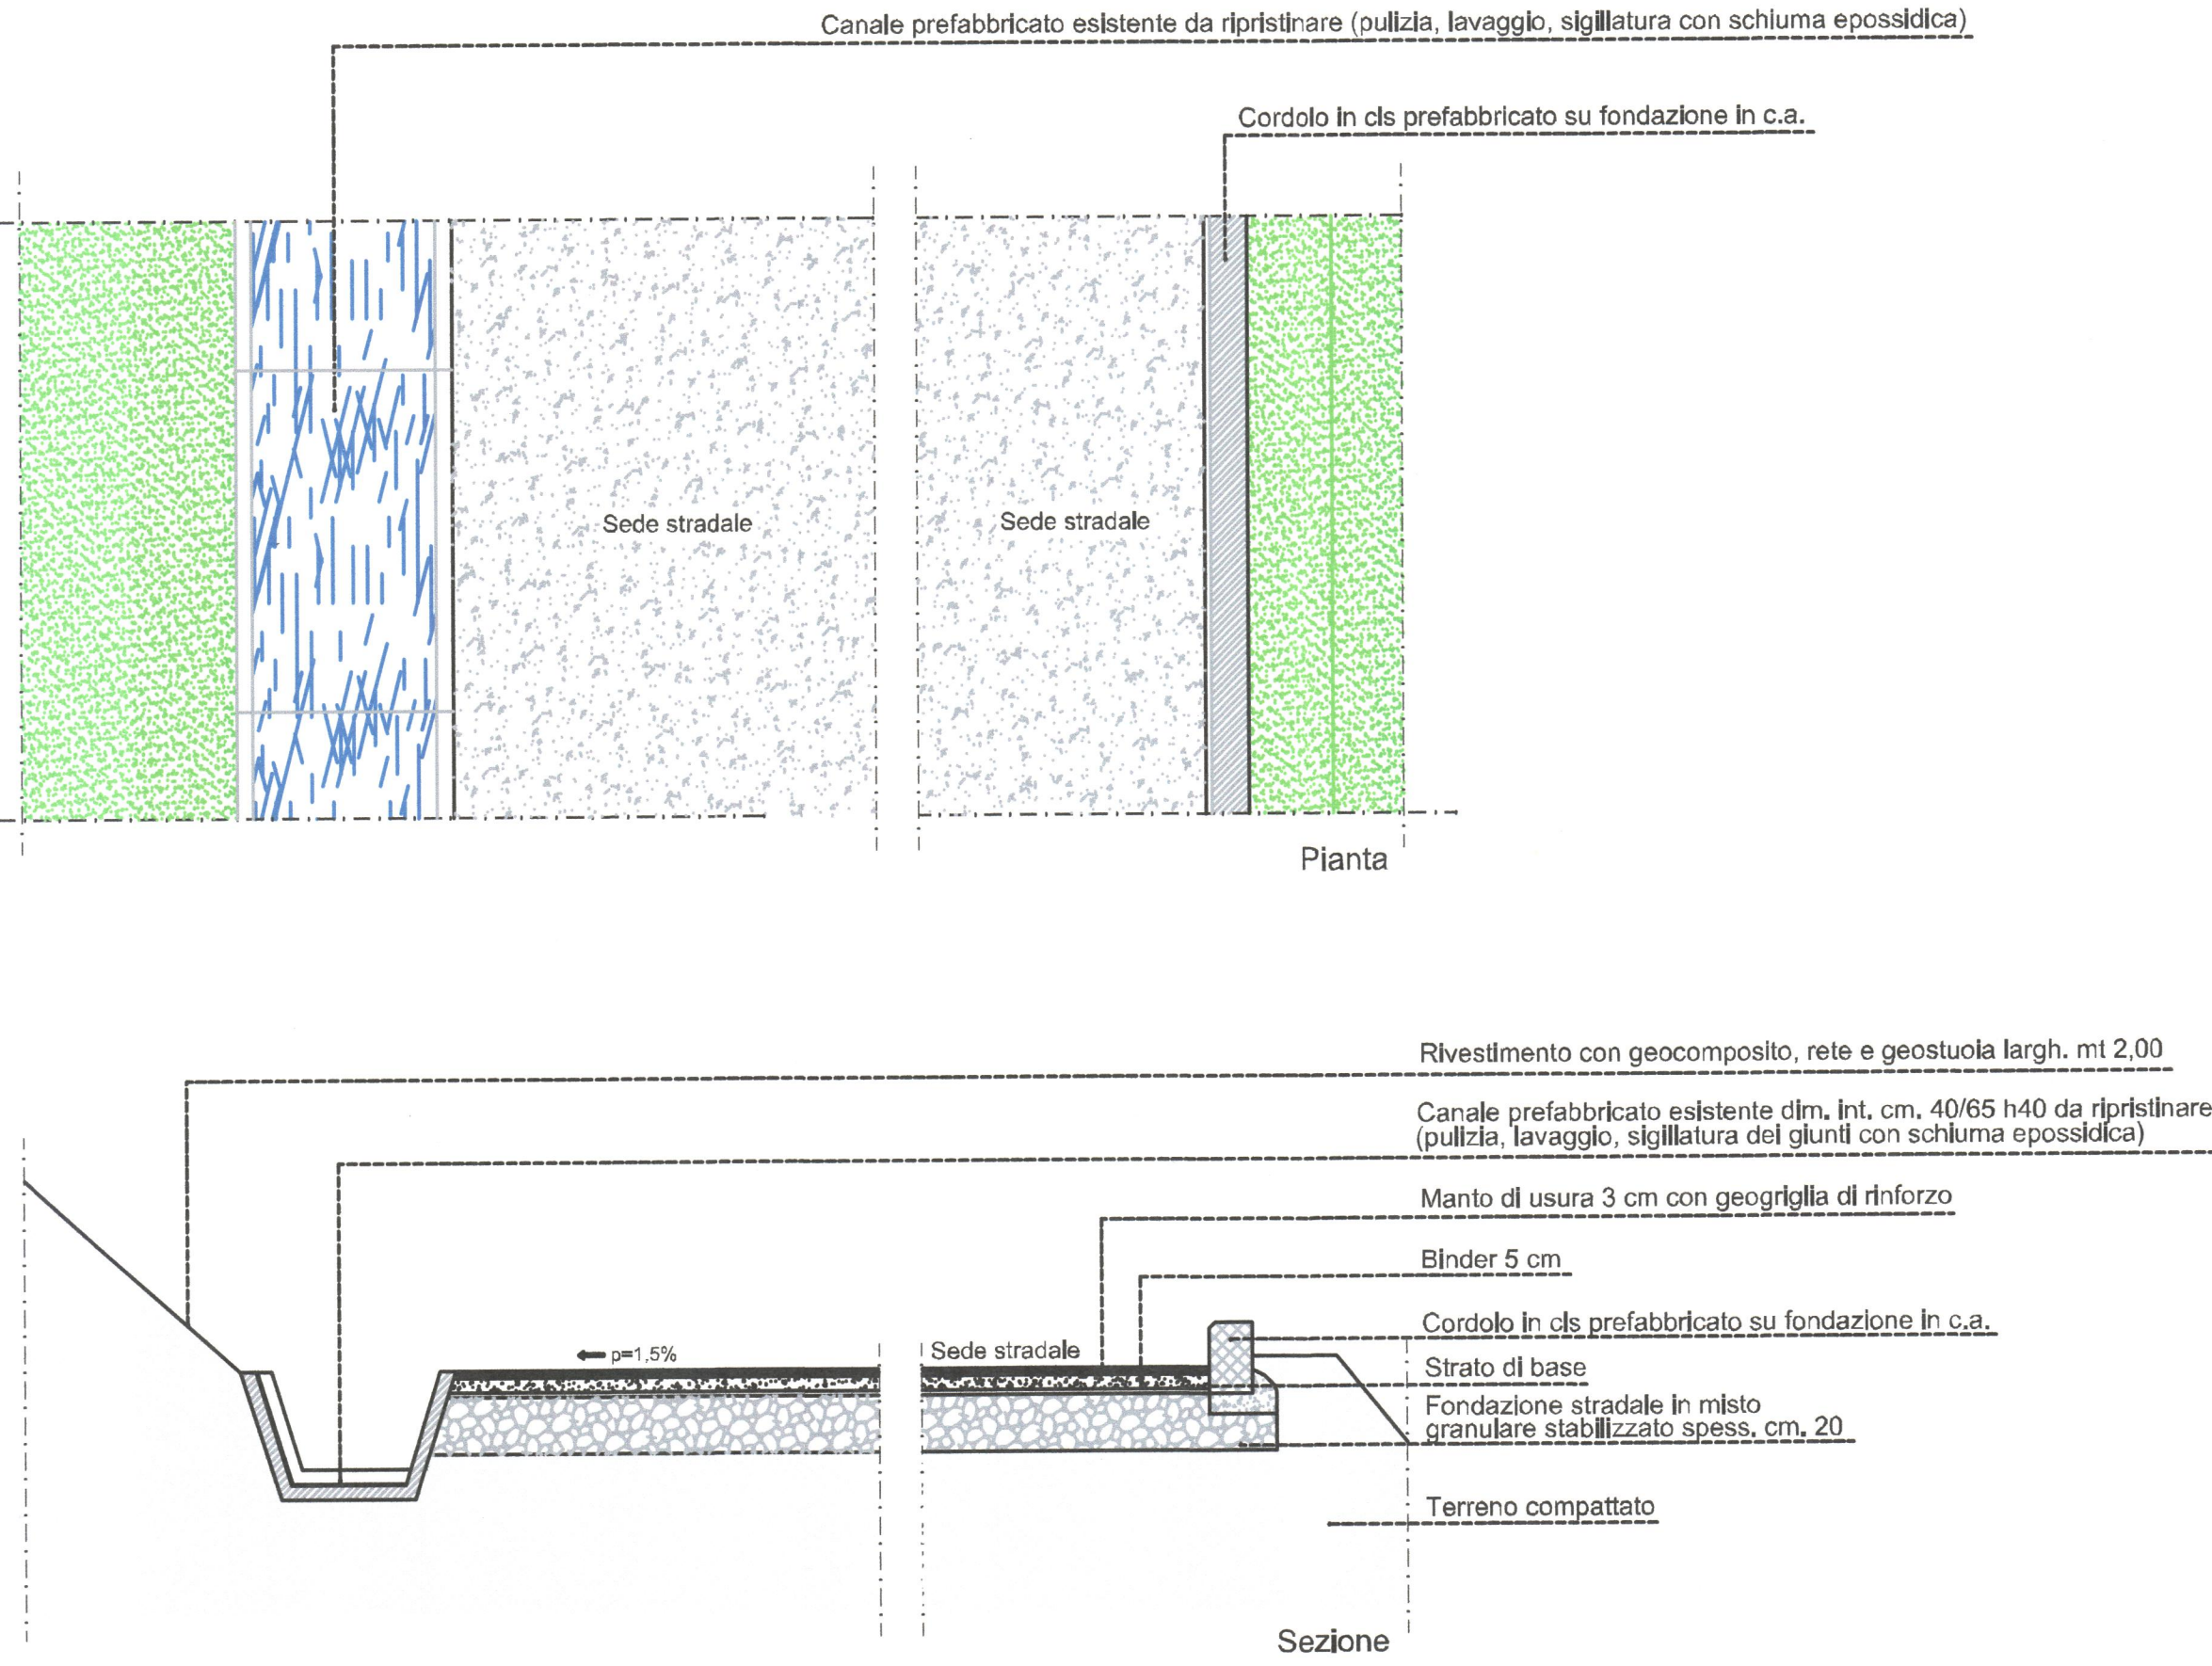 Canale prefabbricato esistente da ripristinare (pulizia, lavaggio, sigillatura con schiuma epossidica)
Cordolo in cls prefabbricato su fondazione in c.a.
Sede stradale
Sede stradale
Pianta
Rivestimento con geocomposito, rete e geostuoia largh. mt 2,00
Canale prefabbricato esistente dim. int. cm. 40/65 h40 da ripristinare
(pulizia, lavaggio, sigillatura dei giunti con schiuma epossidica)
Manto di usura 3 cm con geogriglia di rinforzo
Binder 5 cm
Cordolo in cls prefabbricato su fondazione in c.a.
p=1,5%
Sede stradale
Strato di base
Fondazione stradale in misto
granulare stabilizzato spess. cm. 20
Terreno compattato
Sezione